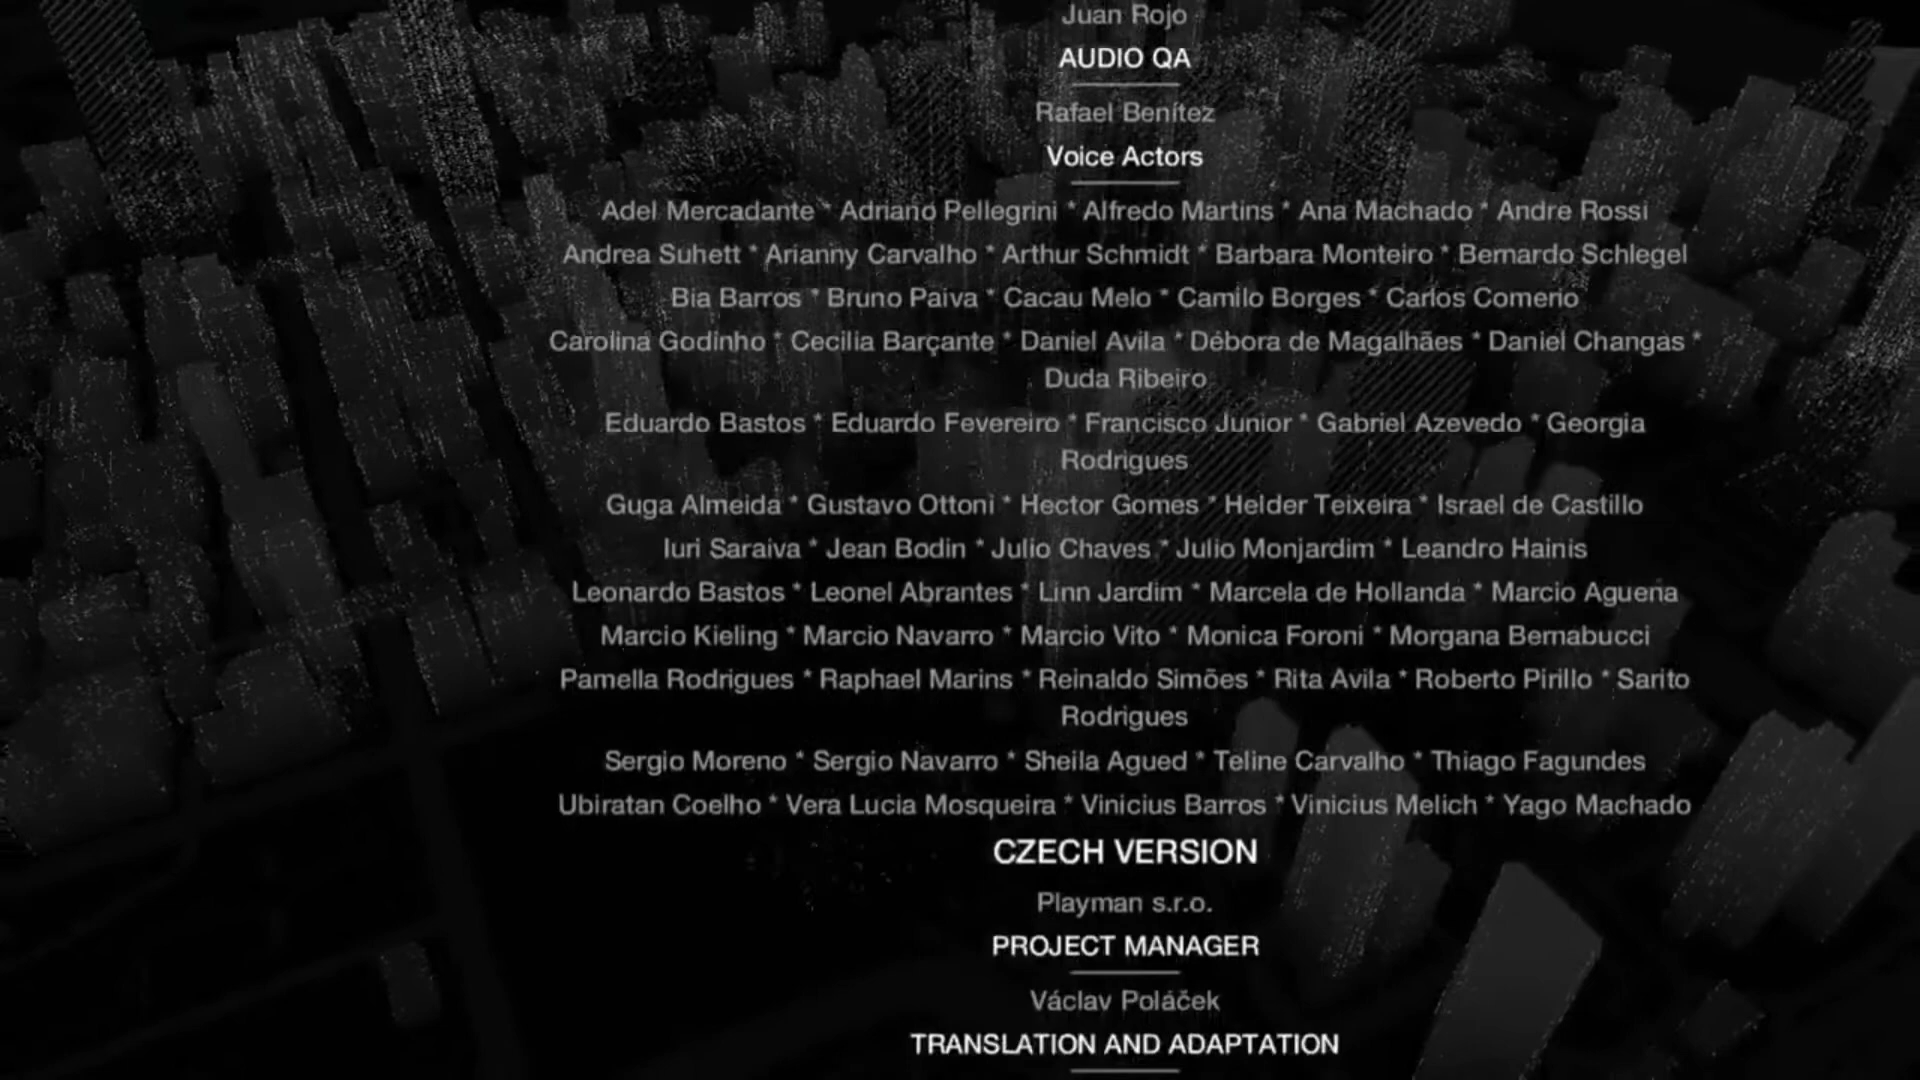 Juan Rojo
AUDIO QA
Rafael Benítez
Voice Actors
Adel Mercadante * Adriano Pellegrini * Alfredo Martins * Ana Machado * Andre Rossi
Andrea Suhett * Arianny Carvalho * Arthur Schmidt * Barbara Monteiro * Bernardo Schlegel
Bia Barros * Bruno Paiva * Cacau Melo * Camilo Borges * Carlos Comerio
Carolina Godinho * Cecilia Barçante * Daniel Avila * Débora de Magalhães * Daniel Changas *
Duda Ribeiro
Eduardo Bastos * Eduardo Fevereiro * Francisco Junior * Gabriel Azevedo * Georgia
Rodrigues
Guga Almeida * Gustavo Ottoni * Hector Gomes * Helder Teixeira * Israel de Castillo
Iuri Saraiva * Jean Bodin * Julio Chaves * Julio Monjardim * Leandro Hainis
Leonardo Bastos * Leonel Abrantes * Linn Jardim * Marcela de Hollanda * Marcio Aguena
Marcio Kieling * Marcio Navarro * Marcio Vito * Monica Foroni * Morgana Bernabucci
Pamella Rodrigues * Raphael Marins * Reinaldo Simões * Rita Avila * Roberto Pirillo * Sarito
Rodrigues
Sergio Moreno * Sergio Navarro * Sheila Agued * Teline Carvalho * Thiago Fagundes
Ubiratan Coelho * Vera Lucia Mosqueira * Vinicius Barros * Vinicius Melich * Yago Machado
CZECH VERSION
Playman s.r.o.
PROJECT MANAGER
Václav Poláček
TRANSLATION AND ADAPTATION